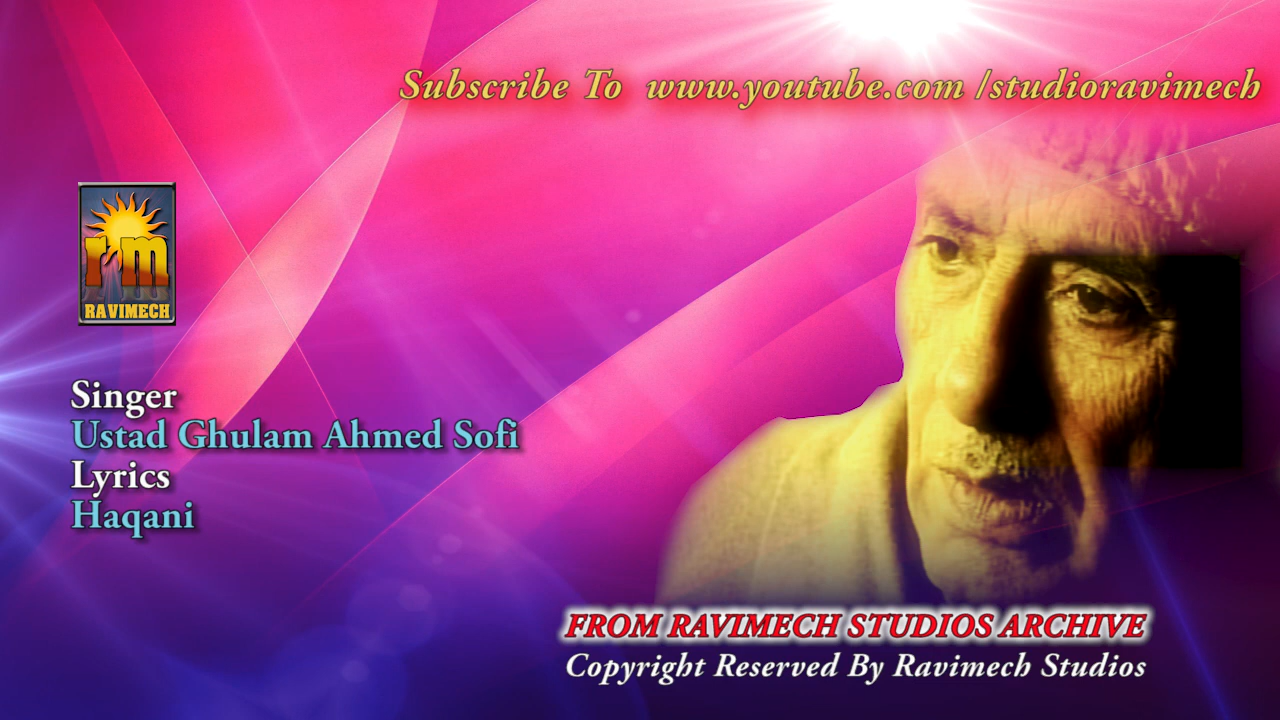 Subscribe To www.youtube.com /studioravimech
rm
RAVIMECH
Singer
Ustad Ghulam Ahmed Sofi
Lyrics
Haqani
FROM RAVIMECH STUDIOS ARCHIVE
Copyright Reserved By Ravimech Studios